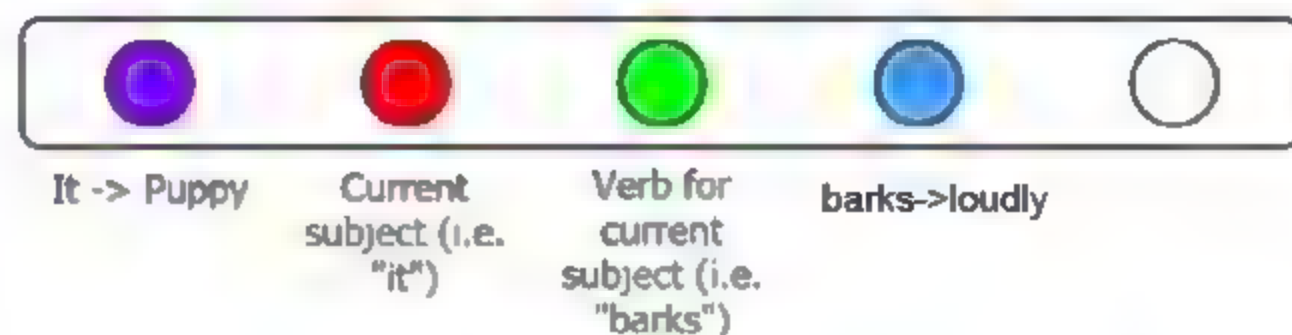 It -> Puppy
Current
subject (i.e.
"it")
Verb for
current
subject (i.e.
"barks")
barks->loudly